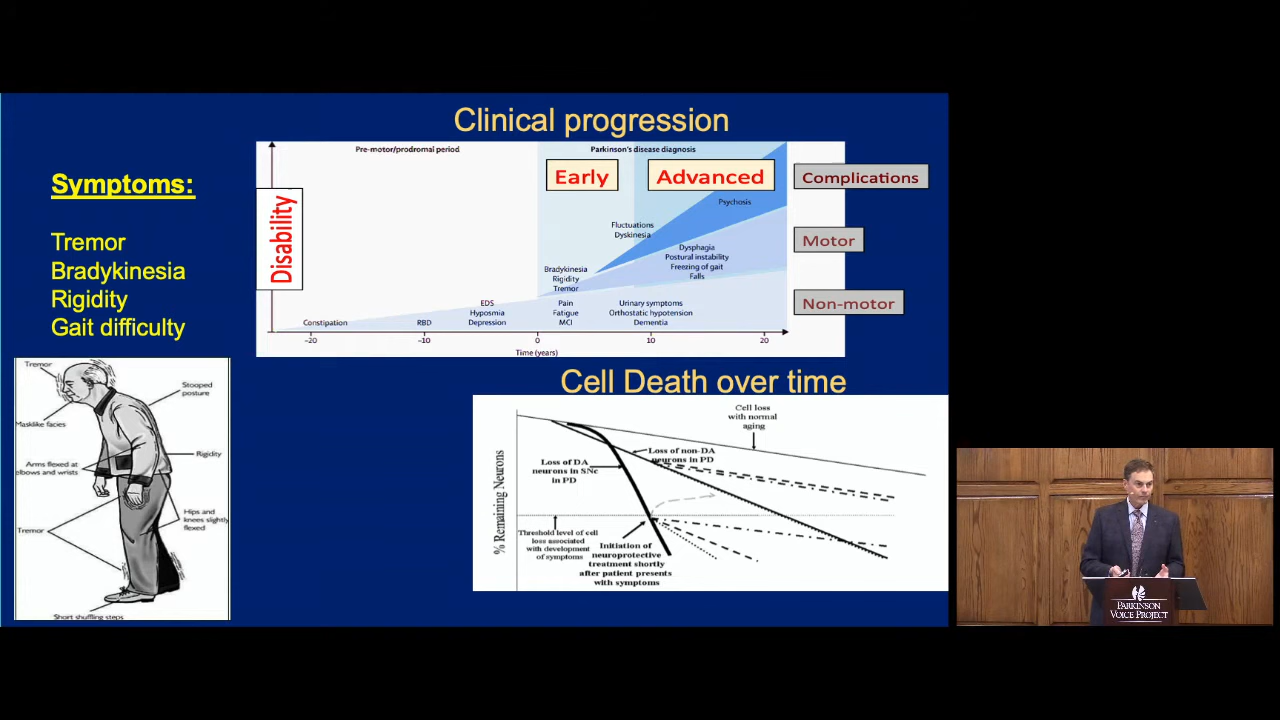 Clinical progression
Symptoms:
Tremor
Bradykinesia
Rigidity
Gait difficulty
Pre-motor/prodromal period
Parkinson's disease diagnosis
Early
Advanced
Complications
Motor
Non-motor
Disability
Psychosis
Fluctuations
Dyskinesia
Dysphagia
Postural instability
Freezing of gait
Falls
Bradykinesia
Rigidity
Tremor
EDS
Hyposmia
Depression
Pain
Fatigue
MCI
Urinary symptoms
Orthostatic hypotension
Dementia
Constipation
RBD
−20
−10
0
10
20
Time (years)
Tremor
Stooped
posture
Masklike facies
Arms flexed at
elbows and wrists
Rigidity
Hips and
knees slightly
flexed
Tremor
Short shuffling steps
Cell Death over time
Cell loss
with normal
aging
Loss of non-DA
neurons in PD
Loss of DA
neurons in SNc
in PD
% Remaining Neurons
Threshold level of cell
loss associated
with development
of symptoms
Initiation of
neuroprotective
treatment shortly
after patient presents
with symptoms
PARKINSON
VOICE PROJECT